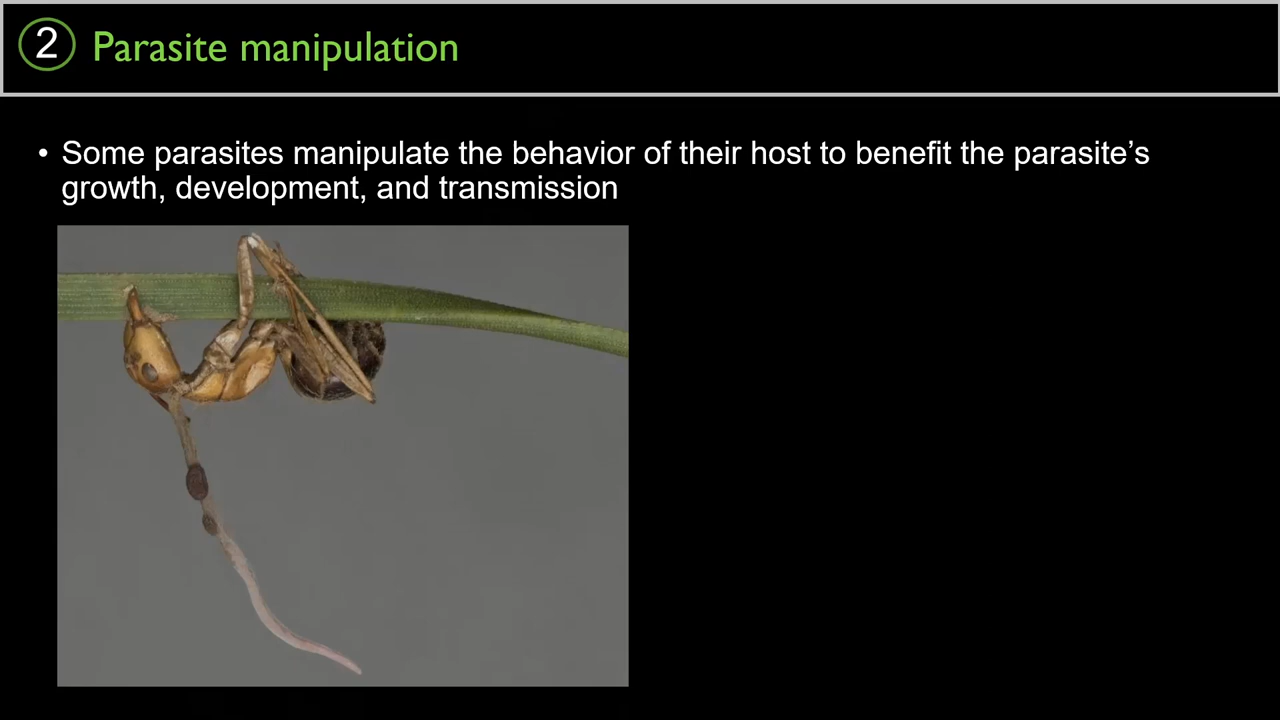 2 Parasite manipulation
• Some parasites manipulate the behavior of their host to benefit the parasite’s
growth, development, and transmission